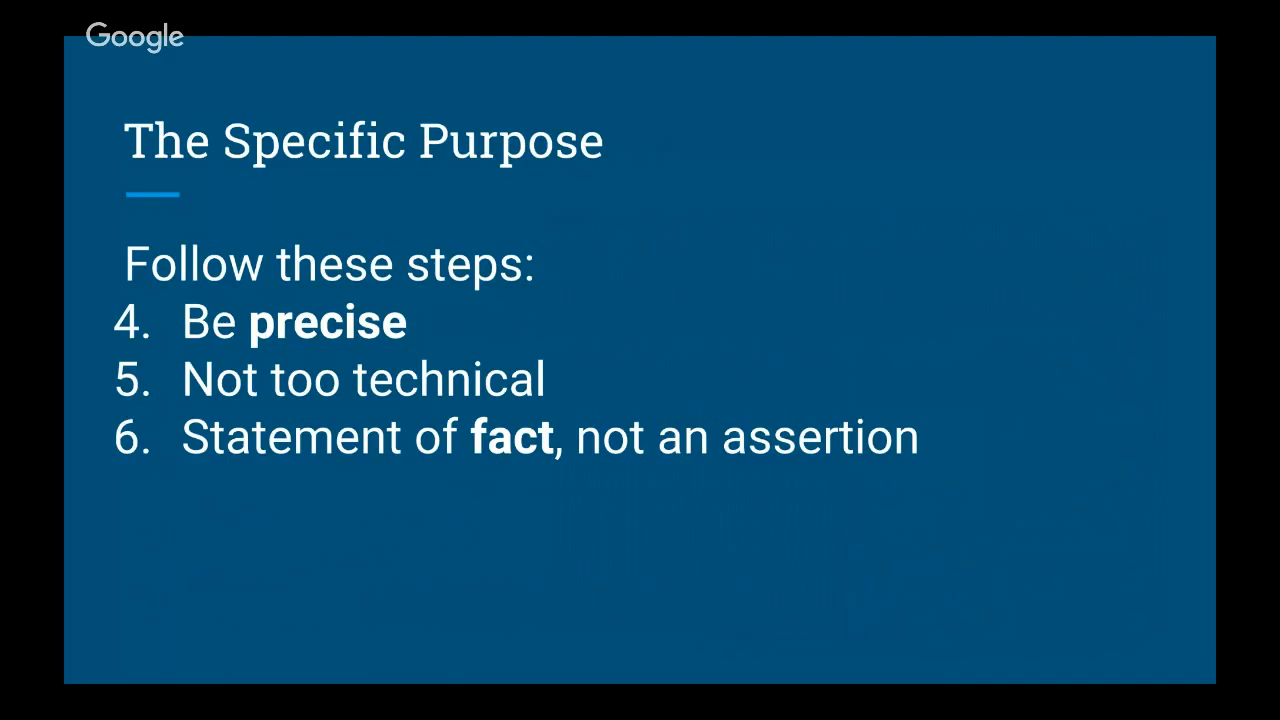 Google
The Specific Purpose
Follow these steps:
4. Be precise
5. Not too technical
6. Statement of fact, not an assertion